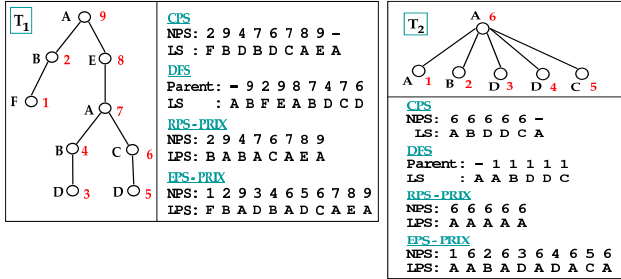 T1
A 9
B 2
E 8
F 1
A 7
B 4
C 6
D 3
D 5
CPS
NPS: 2 9 4 7 6 7 8 9 -
LS : F B D B D C A E A
DFS
Parent: - 9 2 9 8 7 4 7 6
LS : A B F E A B D C D
RPS-PRIX
NPS: 2 9 4 7 6 7 8 9
LPS: B A B A C A E A
EPS-PRIX
NPS: 1 2 9 3 4 6 5 6 7 8 9
LPS: F B A D B A D C A E A
T2
A 6
A 1
B 2
D 3
D 4
C 5
CPS
NPS: 6 6 6 6 6 -
LS: A B D D C A
DFS
Parent: - 1 1 1 1 1
LS : A A B D D C
RPS-PRIX
NPS: 6 6 6 6 6
LPS: A A A A A
EPS-PRIX
NPS: 1 6 2 6 3 6 4 6 5 6
LPS: A A B A D A D A C A